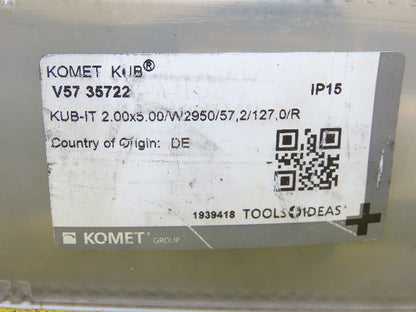 KOMET KUB®
V57 35722 IP15
KUB-IT 2.00x5.00/W2950/57,2/127,0/R
Country of Origin: DE
1939418 TOOLS+IDEAS
KOMET GROUP